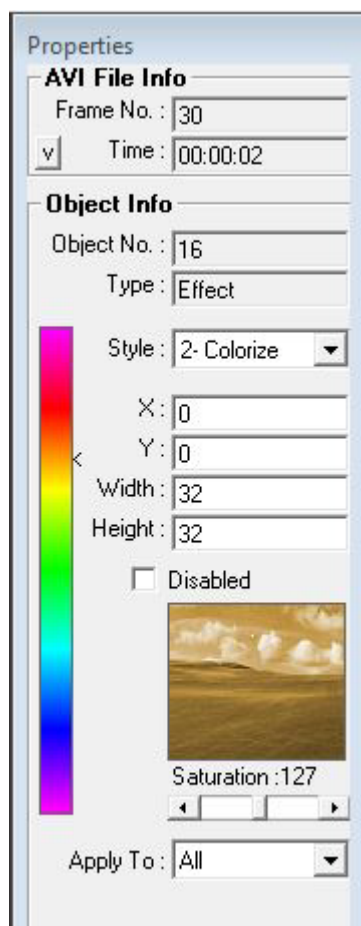 Properties
AVI File Info
Frame No. : 30
v Time : 00:00:02
Object Info
Object No. : 16
Type : Effect
Style : 2- Colorize
X : 0
Y : 0
Width : 32
Height : 32
Disabled
Saturation :127
Apply To : All